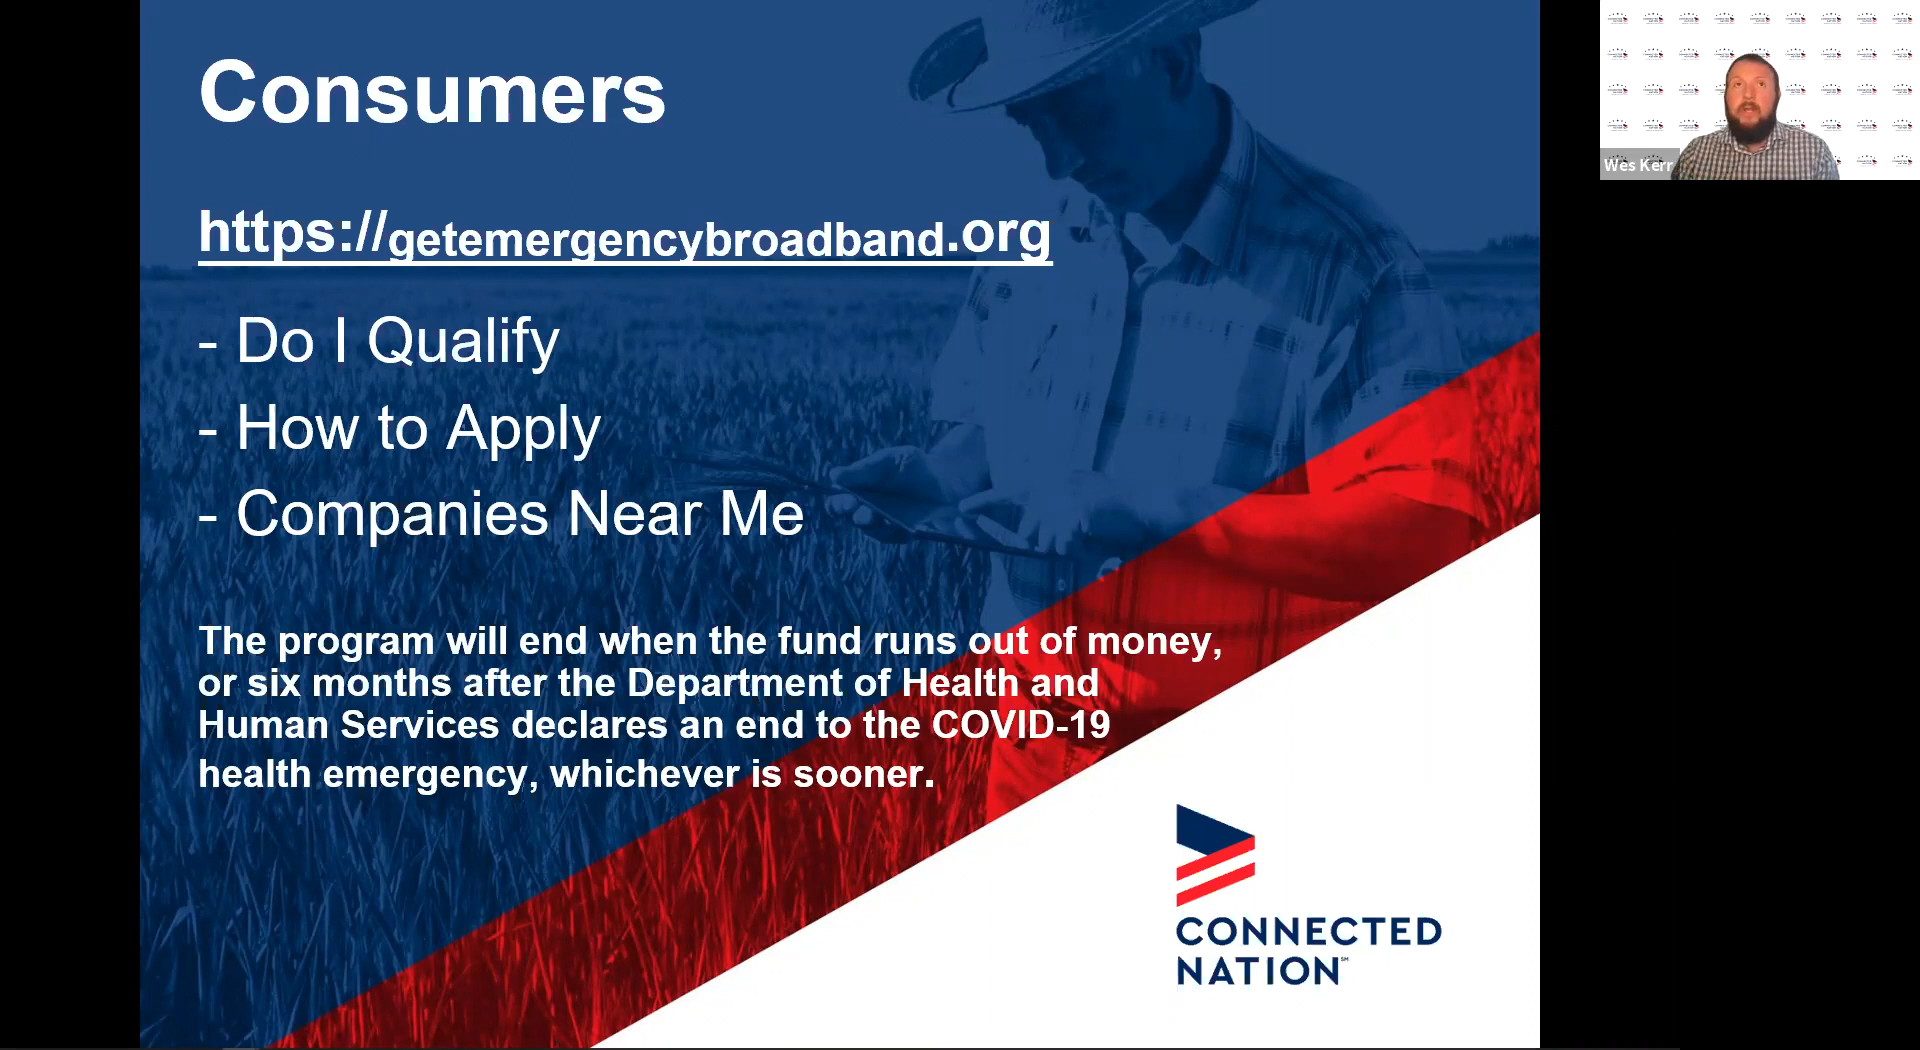 Consumers
https://getemergencybroadband.org
- Do I Qualify
- How to Apply
- Companies Near Me
The program will end when the fund runs out of money,
or six months after the Department of Health and
Human Services declares an end to the COVID-19
health emergency, whichever is sooner.
CONNECTED
NATION℠
Wes Kerr